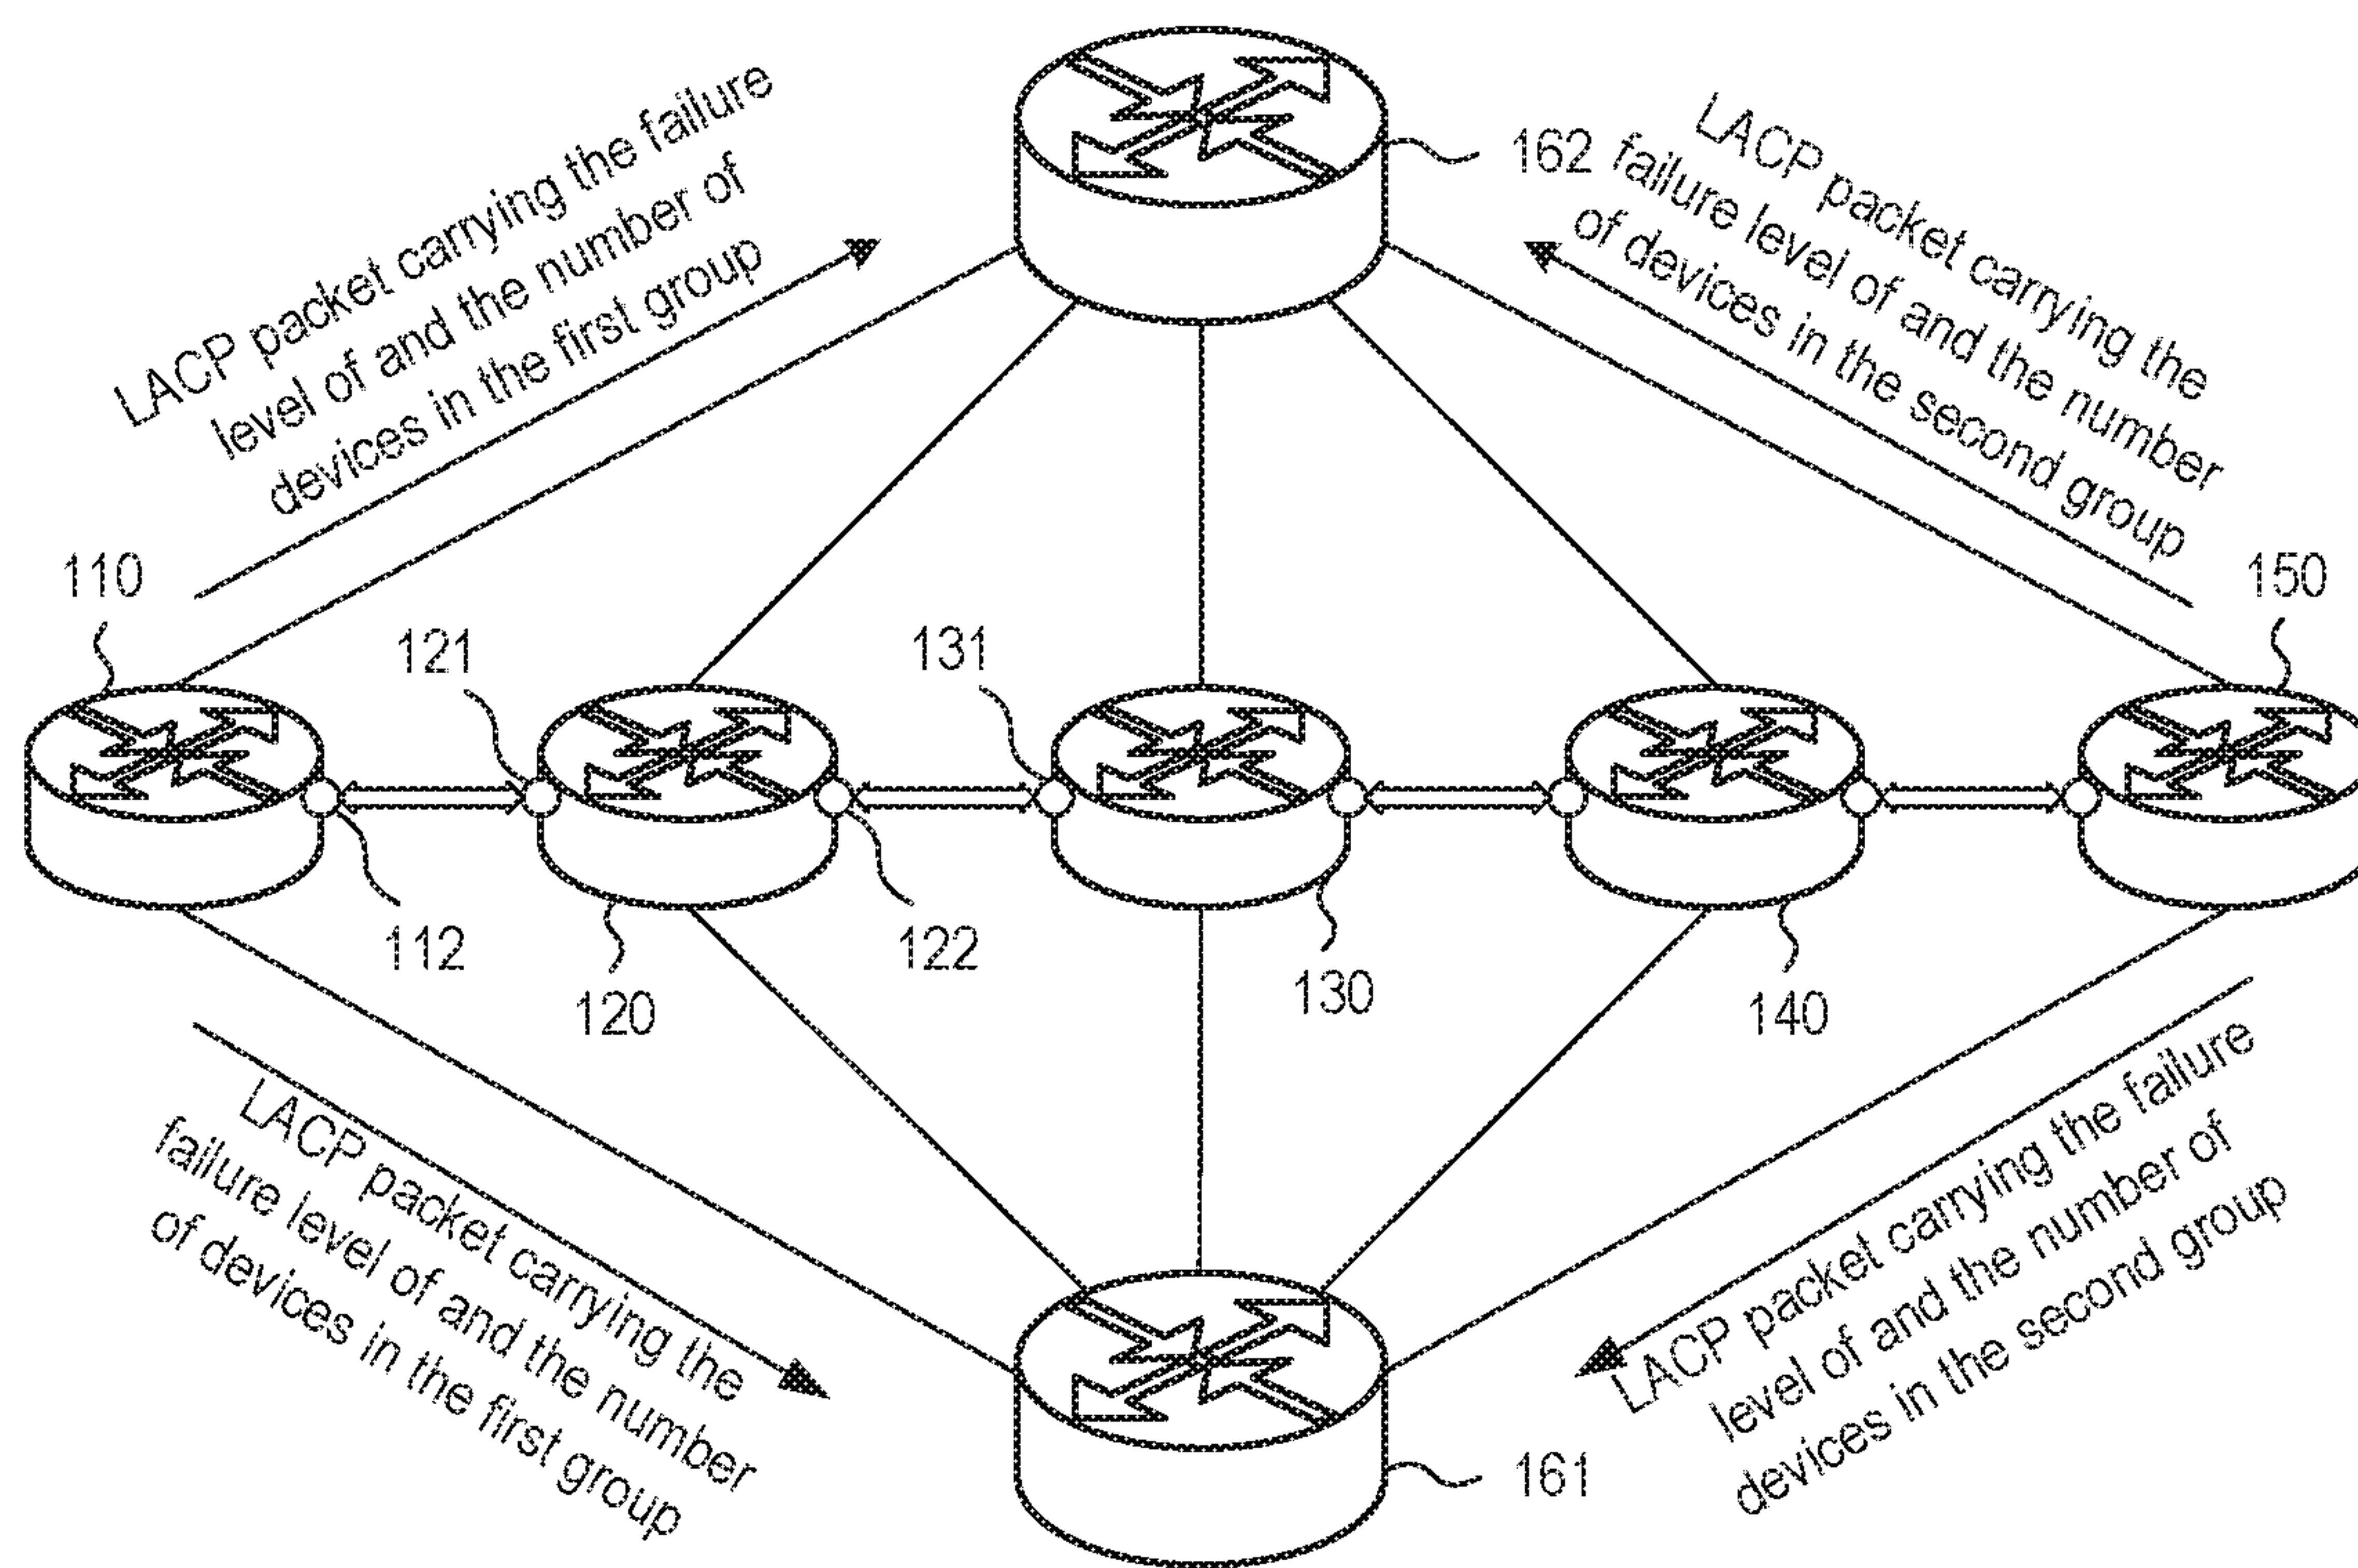 LACP packet carrying the failure
level of and the number of
devices in the first group
162
LACP packet carrying the
failure level of and the number
of devices in the second group
110
121
131
150
112
120
122
130
140
LACP packet carrying the
failure level of and the number
of devices in the first group
LACP packet carrying the failure
level of and the number of
devices in the second group
161